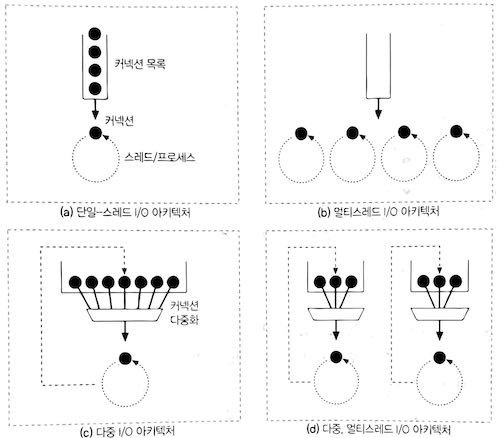 커넥션 목록
커넥션
스레드/프로세스
(a) 단일-스레드 I/O 아키텍처
(b) 멀티스레드 I/O 아키텍처
커넥션
다중화
(c) 다중 I/O 아키텍처
(d) 다중, 멀티스레드 I/O 아키텍처